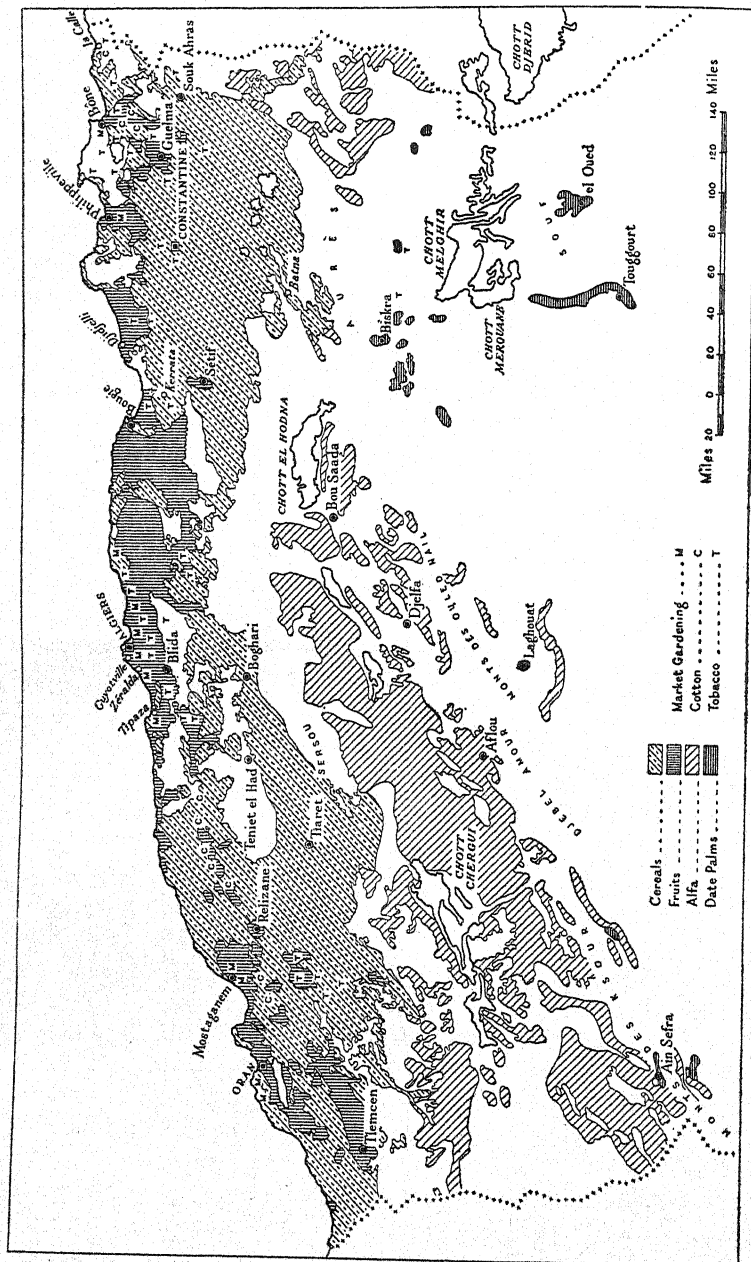 La Calle
Bône
Philippeville
Djidjelli
Bougie
ALGIERS
Guyotville
Zéralda
Tipaza
Mostaganem
ORAN
Souk Ahras
Guelma
CONSTANTINE
Kerrata
Sétif
Blida
Boghari
Teniet el Had
Relizane
Tiaret
Tlemcen
SERSOU
Batna
AURÈS
CHOTT EL HODNA
Bou Saada
Biskra
CHOTT
DJERID
CHOTT
MELGHIR
CHOTT
MEROUANE
SOUF
el Oued
Touggourt
Djelfa
MONTS DES OULED NAIL
Laghouat
Aflou
DJEBEL AMOUR
CHOTT
CHERGUI
MONTS DES KSOUR
Ain Sefra
Cereals
Fruits
Alfa
Date Palms
Market Gardening M
Cotton C
Tobacco T
Miles 20 0 20 40 60 80 100 120 140 Miles